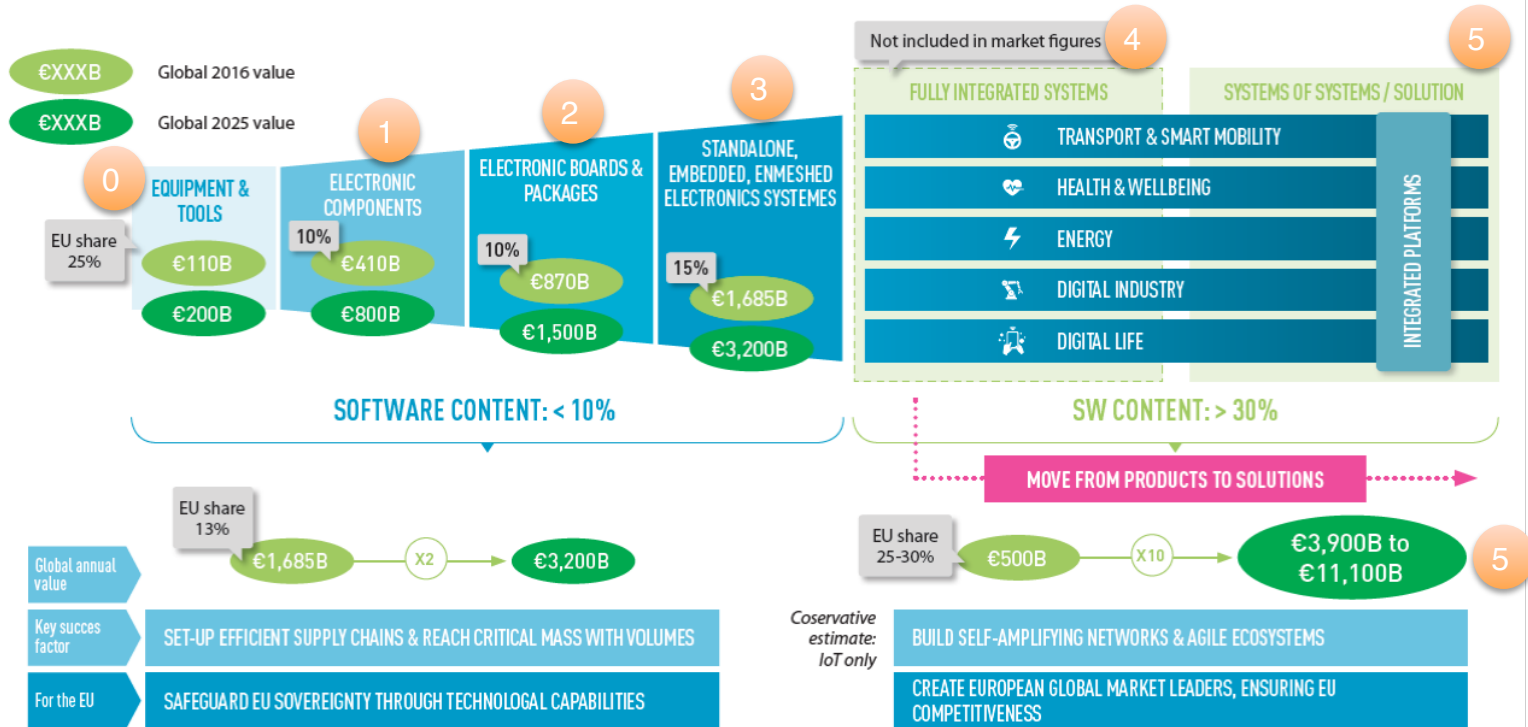 €XXXB
Global 2016 value
€XXXB
Global 2025 value
0
EQUIPMENT &
TOOLS
EU share
25%
€110B
€200B
1
ELECTRONIC
COMPONENTS
10%
€410B
€800B
2
ELECTRONIC BOARDS &
PACKAGES
10%
€870B
€1,500B
3
STANDALONE,
EMBEDDED, ENMESHED
ELECTRONICS SYSTEMES
15%
€1,685B
€3,200B
Not included in market figures
4
5
FULLY INTEGRATED SYSTEMS
SYSTEMS OF SYSTEMS / SOLUTION
TRANSPORT & SMART MOBILITY
HEALTH & WELLBEING
ENERGY
DIGITAL INDUSTRY
DIGITAL LIFE
INTEGRATED PLATFORMS
SOFTWARE CONTENT: < 10%
SW CONTENT: > 30%
MOVE FROM PRODUCTS TO SOLUTIONS
Global annual
value
EU share
13%
€1,685B
X2
€3,200B
EU share
25-30%
€500B
X10
€3,900B to
€11,100B
5
Key succes
factor
SET-UP EFFICIENT SUPPLY CHAINS & REACH CRITICAL MASS WITH VOLUMES
Coservative
estimate:
IoT only
BUILD SELF-AMPLIFYING NETWORKS & AGILE ECOSYSTEMS
For the EU
SAFEGUARD EU SOVEREIGNTY THROUGH TECHNOLOGAL CAPABILITIES
CREATE EUROPEAN GLOBAL MARKET LEADERS, ENSURING EU
COMPETITIVENESS